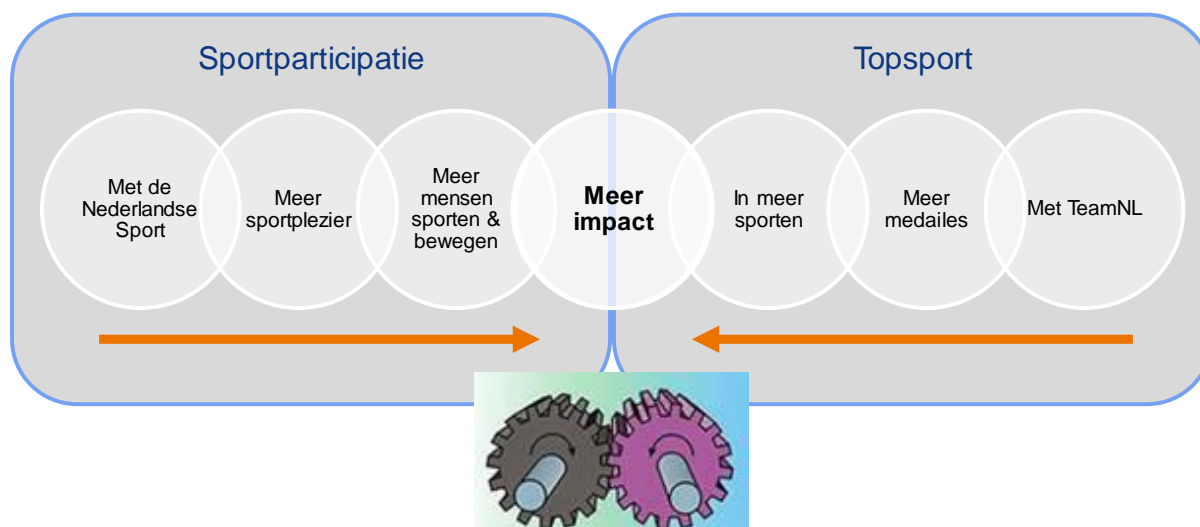 Sportparticipatie
Topsport
Met de
Nederlandse
Sport
Meer
sportplezier
Meer
mensen
sporten &
bewegen
Meer
impact
In meer
sporten
Meer
medailes
Met TeamNL